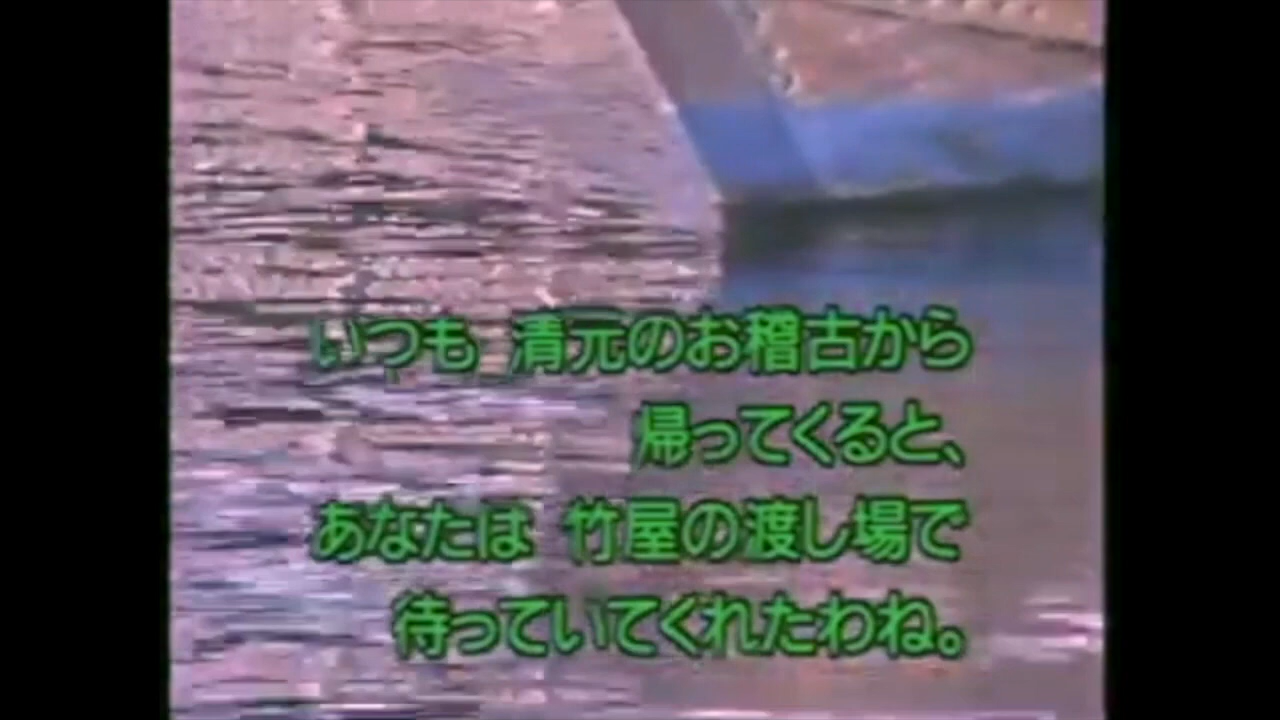 いつも 清元のお稽古から
帰ってくると、
あなたは 竹屋の渡し場で
待っていてくれたわね。